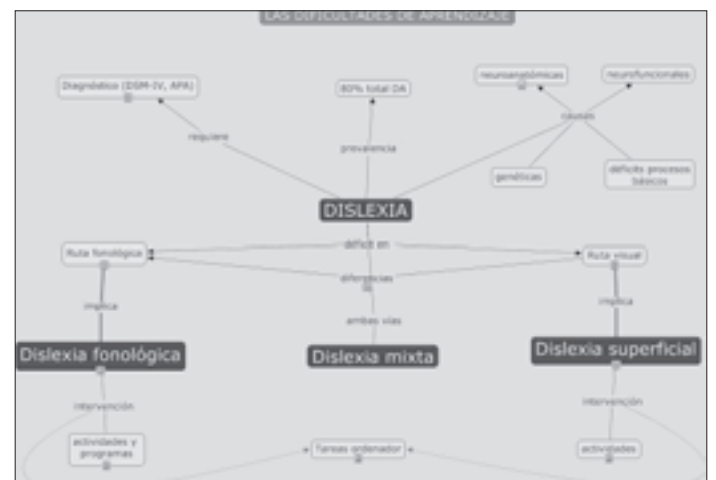 LAS DIFICULTADES DE APRENDIZAJE
neuroanatómicas
neurofuncionales
Diagnóstico (DSM-IV, APA)
80% total DA
causas
requiere
prevalencia
genéticas
déficits procesos
básicos
DISLEXIA
déficit en
Ruta fonológica
Ruta visual
diferencias
implica
implica
ambas vías
Dislexia fonológica
Dislexia mixta
Dislexia superficial
intervención
intervención
actividades y
programas
Tareas ordenador
actividades